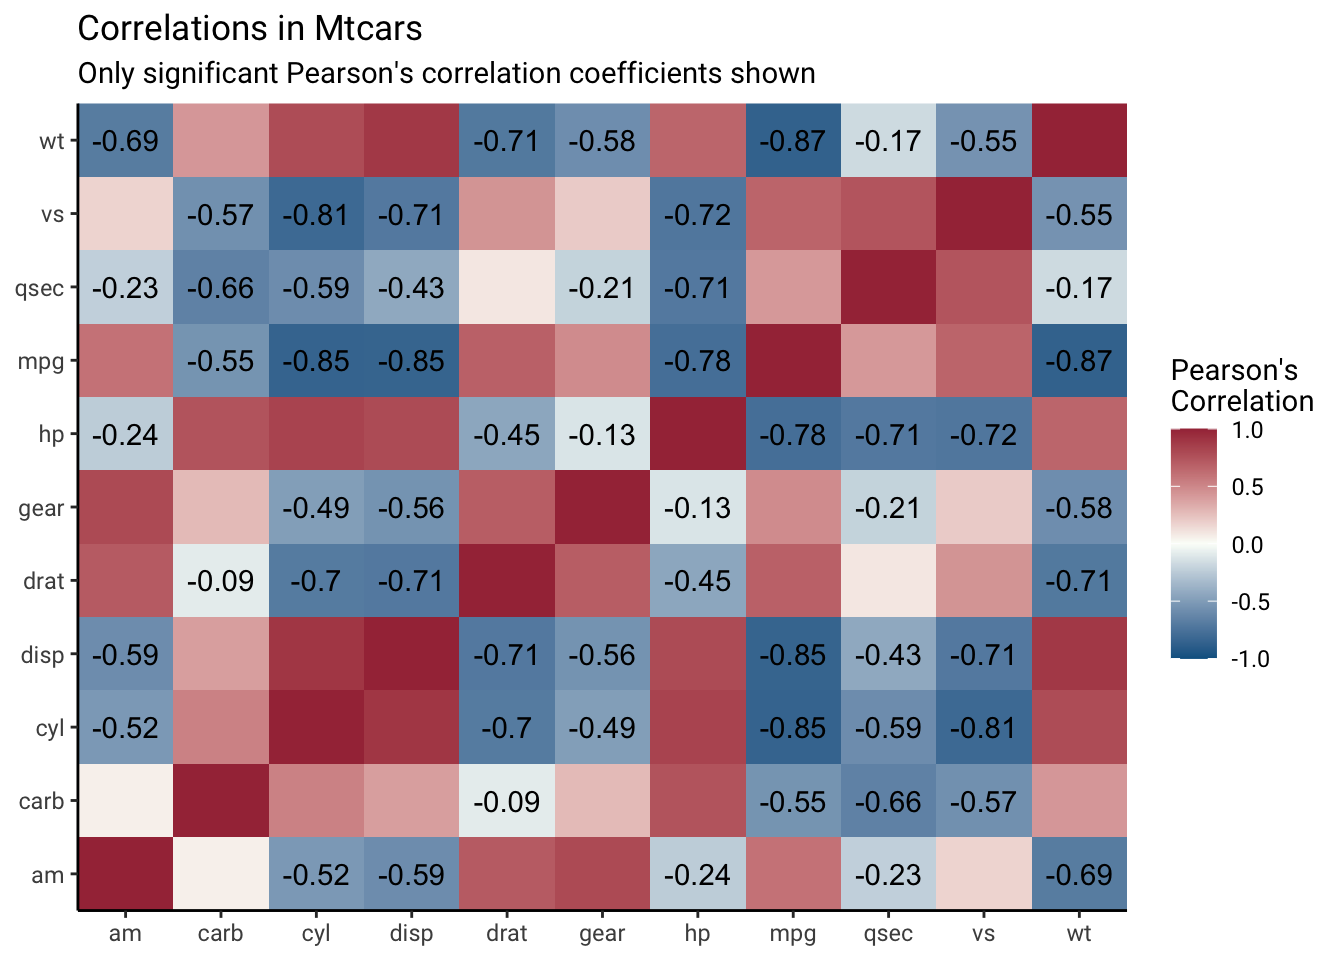 Correlations in Mtcars
Only significant Pearson's correlation coefficients shown
wt -0.69 -0.71 -0.58 -0.87 -0.17 -0.55
vs -0.57 -0.81 -0.71 -0.72 -0.55
qsec -0.23 -0.66 -0.59 -0.43 -0.21 -0.71 -0.17
mpg -0.55 -0.85 -0.85 -0.78 -0.87
hp -0.24 -0.45 -0.13 -0.78 -0.71 -0.72
gear -0.49 -0.56 -0.13 -0.21 -0.58
drat -0.09 -0.7 -0.71 -0.45 -0.71
disp -0.59 -0.71 -0.56 -0.85 -0.43 -0.71
cyl -0.52 -0.7 -0.49 -0.85 -0.59 -0.81
carb -0.09 -0.55 -0.66 -0.57
am -0.52 -0.59 -0.24 -0.23 -0.69
am carb cyl disp drat gear hp mpg qsec vs wt
Pearson's
Correlation
1.0
0.5
0.0
-0.5
-1.0